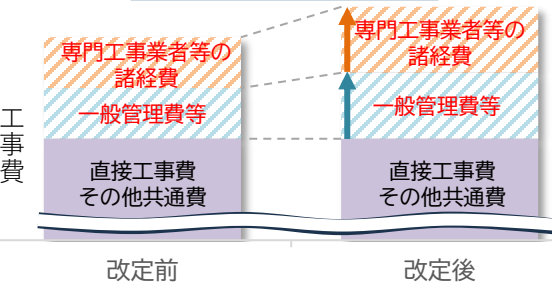 工事費
専門工事業者等の
諸経費
一般管理費等
直接工事費
その他共通費
改定前
専門工事業者等の
諸経費
一般管理費等
直接工事費
その他共通費
改定後